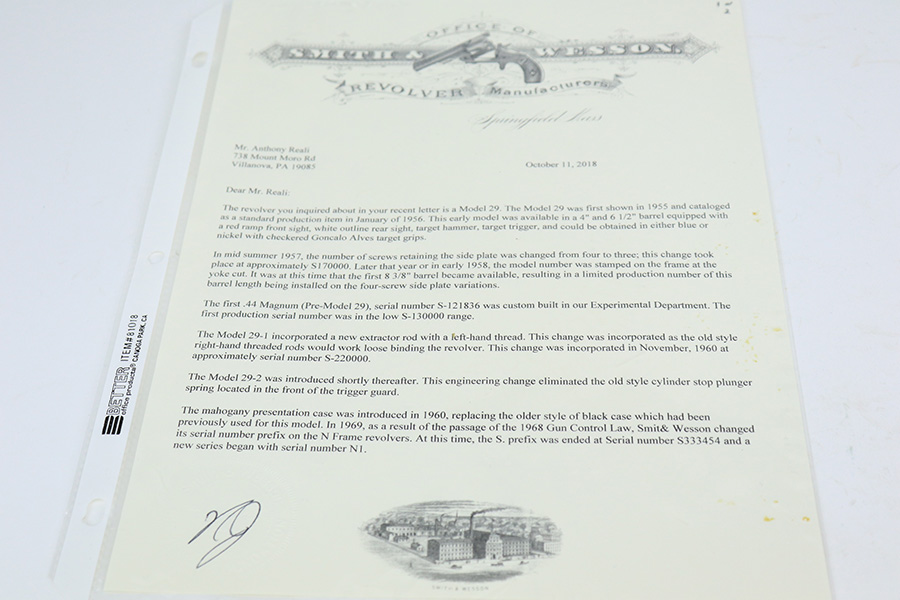 OFFICE OF
SMITH & WESSON.
REVOLVER Manufacturers
Springfield Mass
Mr. Anthony Reali
738 Mount Moro Rd
Villanova, PA 19085
October 11, 2018
Dear Mr. Reali:
The revolver you inquired about in your recent letter is a Model 29. The Model 29 was first shown in 1955 and cataloged
as a standard production item in January of 1956. This early model was available in a 4" and 6 1/2" barrel equipped with
a red ramp front sight, white outline rear sight, target hammer, target trigger, and could be obtained in either blue or
nickel with checkered Goncalo Alves target grips.
In mid summer 1957, the number of screws retaining the side plate was changed from four to three; this change took
place at approximately S170000. Later that year or in early 1958, the model number was stamped on the frame at the
yoke cut. It was at this time that the first 8 3/8" barrel became available, resulting in a limited production number of this
barrel length being installed on the four-screw side plate variations.
The first .44 Magnum (Pre-Model 29), serial number S-121836 was custom built in our Experimental Department. The
first production serial number was in the low S-130000 range.
The Model 29-1 incorporated a new extractor rod with a left-hand thread. This change was incorporated as the old style
right-hand threaded rods would work loose binding the revolver. This change was incorporated in November, 1960 at
approximately serial number S-220000.
The Model 29-2 was introduced shortly thereafter. This engineering change eliminated the old style cylinder stop plunger
spring located in the front of the trigger guard.
The mahogany presentation case was introduced in 1960, replacing the older style of black case which had been
previously used for this model. In 1969, as a result of the passage of the 1968 Gun Control Law, Smit& Wesson changed
its serial number prefix on the N Frame revolvers. At this time, the S. prefix was ended at Serial number S333454 and a
new series began with serial number N1.
SMITH & WESSON
BETTER ITEM# 81018
office products® CANOGA PARK, CA